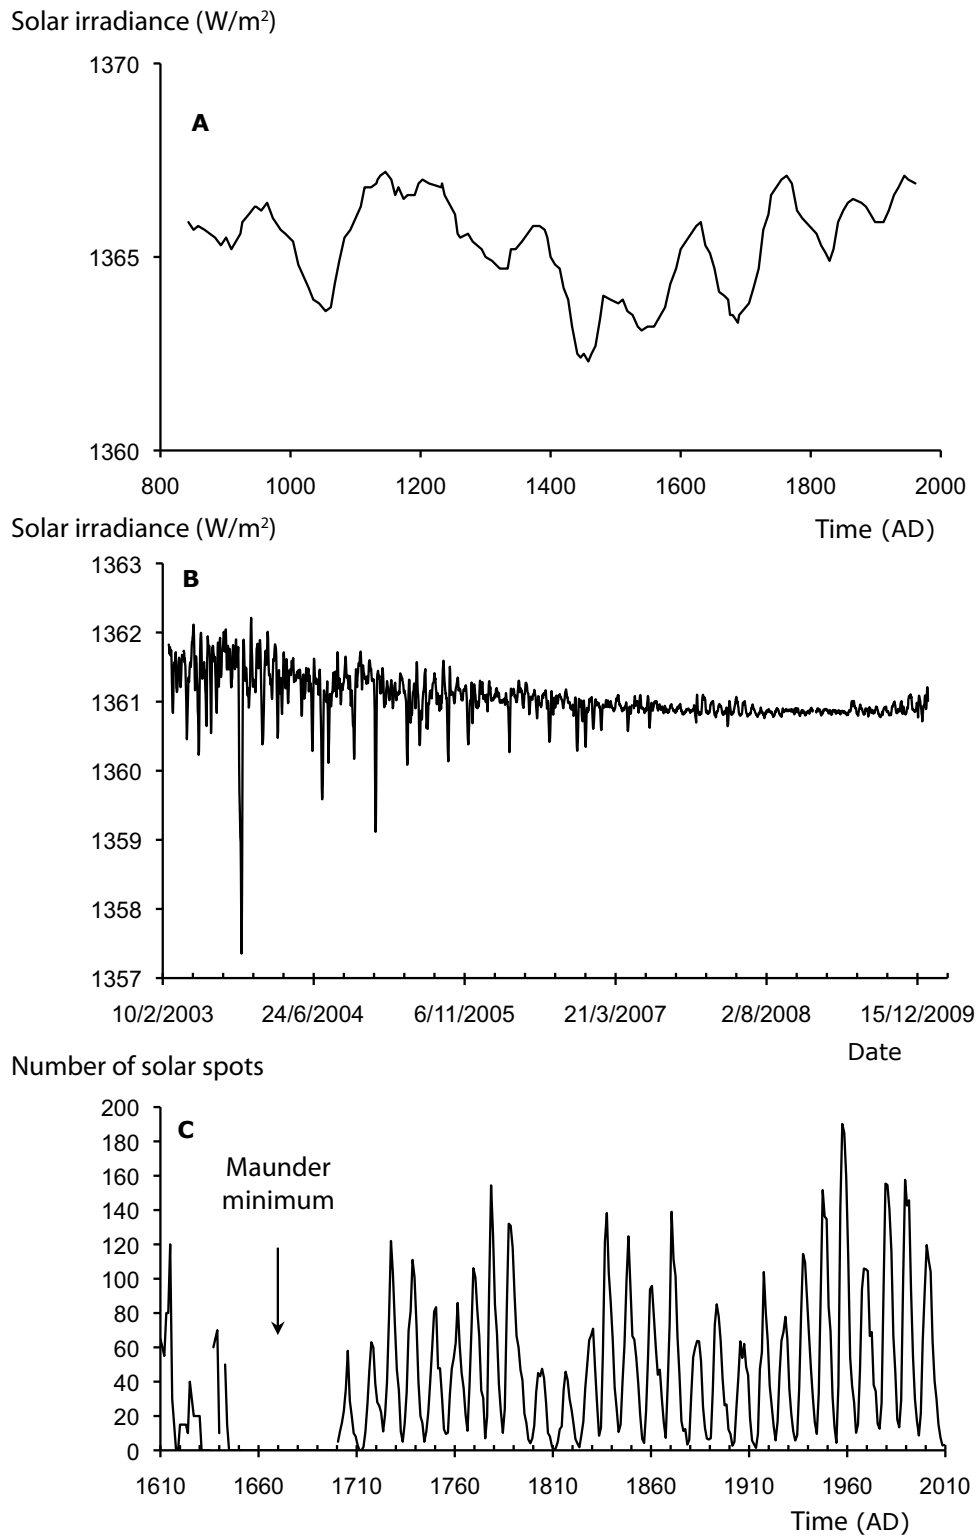 Solar irradiance (W/m²)
1370
A
1365
1360
800 1000 1200 1400 1600 1800 2000
Time (AD)
Solar irradiance (W/m²)
1363
B
1362
1361
1360
1359
1358
1357
10/2/2003 24/6/2004 6/11/2005 21/3/2007 2/8/2008 15/12/2009
Date
Number of solar spots
200
C
180
160
Maunder
minimum
140
120
100
80
60
40
20
0
1610 1660 1710 1760 1810 1860 1910 1960 2010
Time (AD)